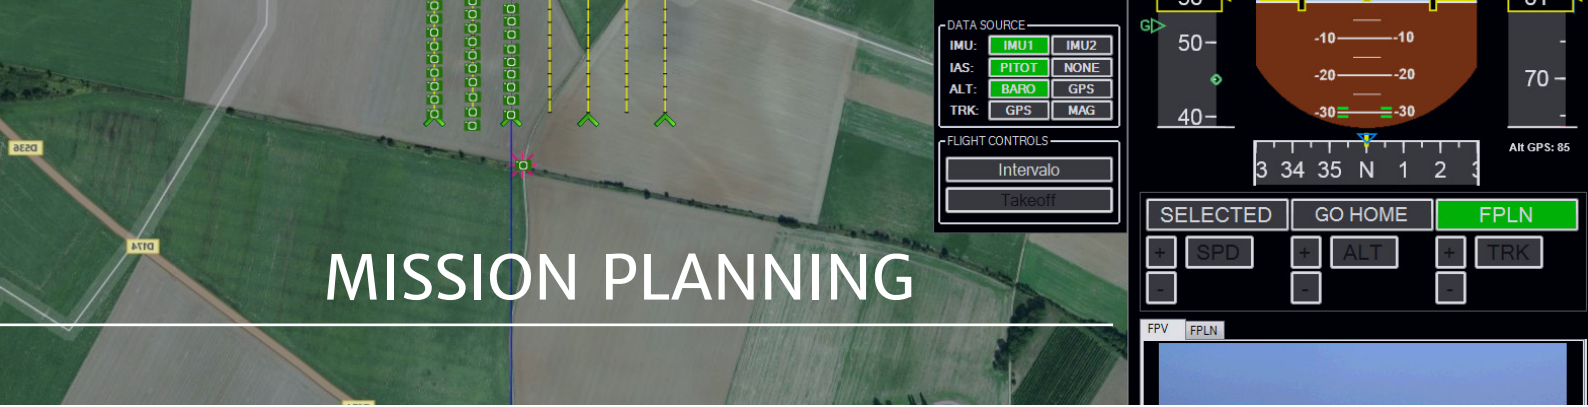 DATA SOURCE
IMU: IMU1 IMU2
IAS: PITOT NONE
ALT: BARO GPS
TRK: GPS MAG
FLIGHT CONTROLS
Intervalo
Takeoff
D536
D174
MISSION PLANNING
G
50
40
-10 -10
-20 -20
-30 -30
70
Alt GPS: 85
3 34 35 N 1 2
SELECTED GO HOME FPLN
+ SPD + ALT + TRK
- - -
FPV FPLN